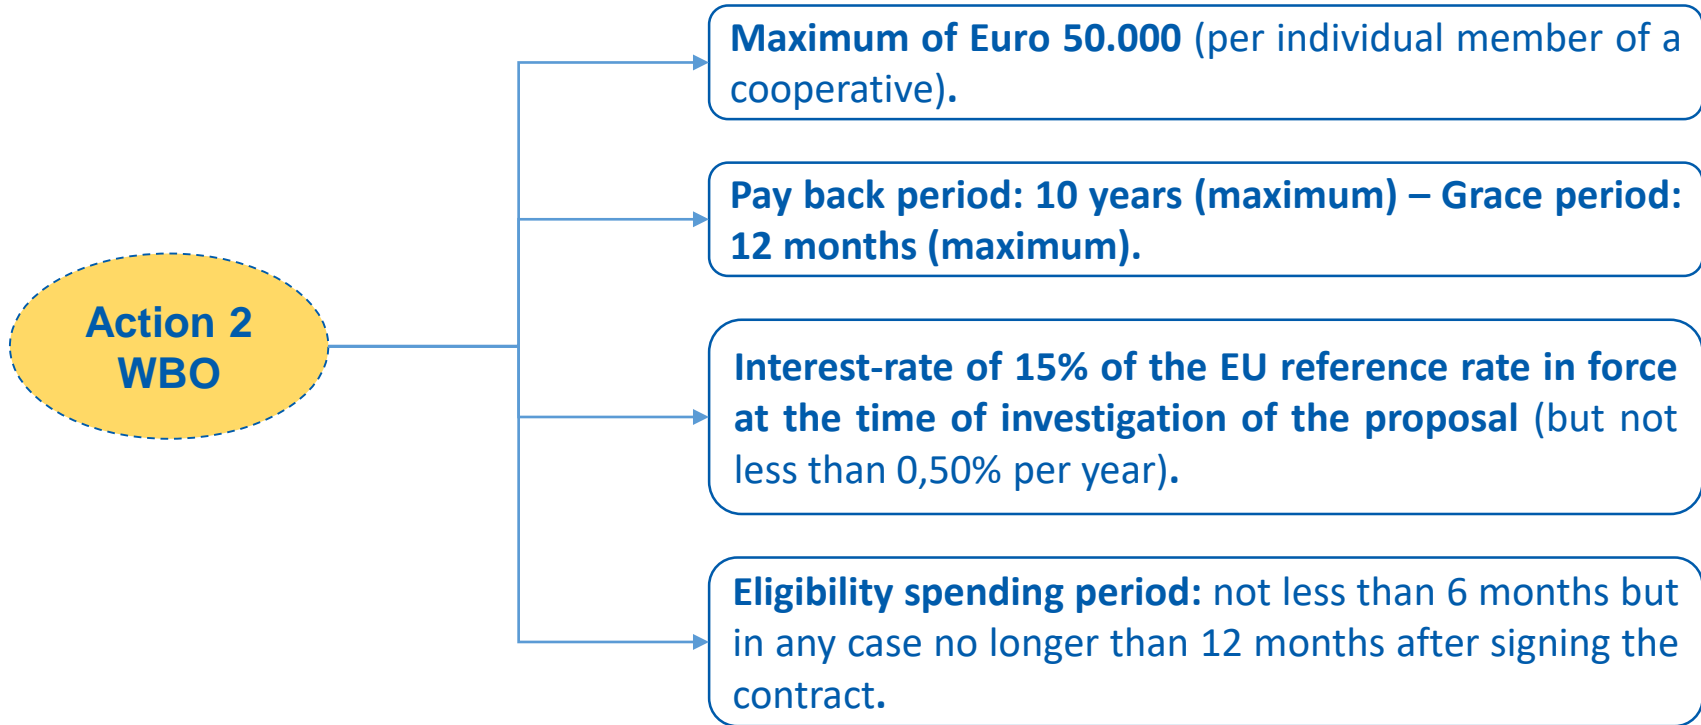 Maximum of Euro 50.000 (per individual member of a
cooperative).
Pay back period: 10 years (maximum) – Grace period:
12 months (maximum).
Action 2
WBO
Interest-rate of 15% of the EU reference rate in force
at the time of investigation of the proposal (but not
less than 0,50% per year).
Eligibility spending period: not less than 6 months but
in any case no longer than 12 months after signing the
contract.